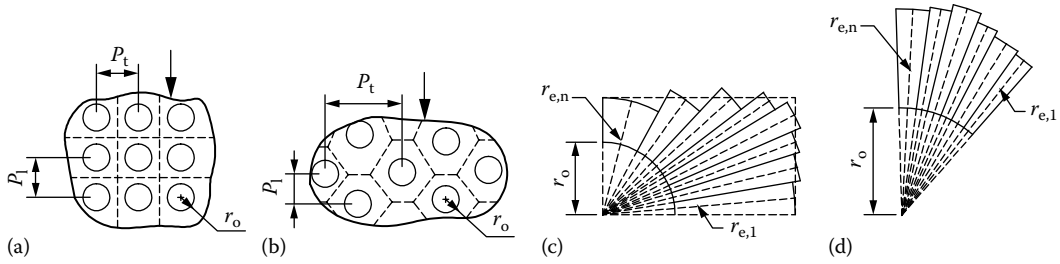 P_t
P_l
r_o
(a)
P_t
P_l
r_o
(b)
r_e,n
r_o
r_e,1
(c)
r_e,n
r_e,1
r_o
(d)